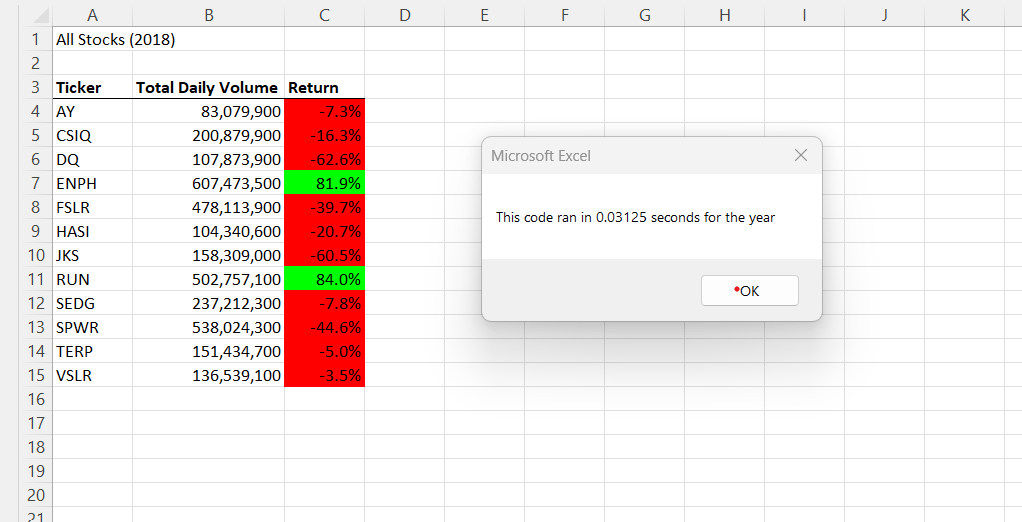 A B C D E F G H I J K
1 All Stocks (2018)
2
3 Ticker Total Daily Volume Return
4 AY 83,079,900 -7.3%
5 CSIQ 200,879,900 -16.3%
6 DQ 107,873,900 -62.6%
7 ENPH 607,473,500 81.9%
8 FSLR 478,113,900 -39.7%
9 HASI 104,340,600 -20.7%
10 JKS 158,309,000 -60.5%
11 RUN 502,757,100 84.0%
12 SEDG 237,212,300 -7.8%
13 SPWR 538,024,300 -44.6%
14 TERP 151,434,700 -5.0%
15 VSLR 136,539,100 -3.5%
16
17
18
19
20
21
Microsoft Excel
This code ran in 0.03125 seconds for the year
OK